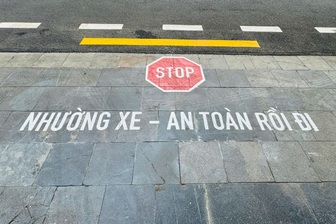 STOP
NHƯỜNG XE - AN TOÀN RỒI ĐI